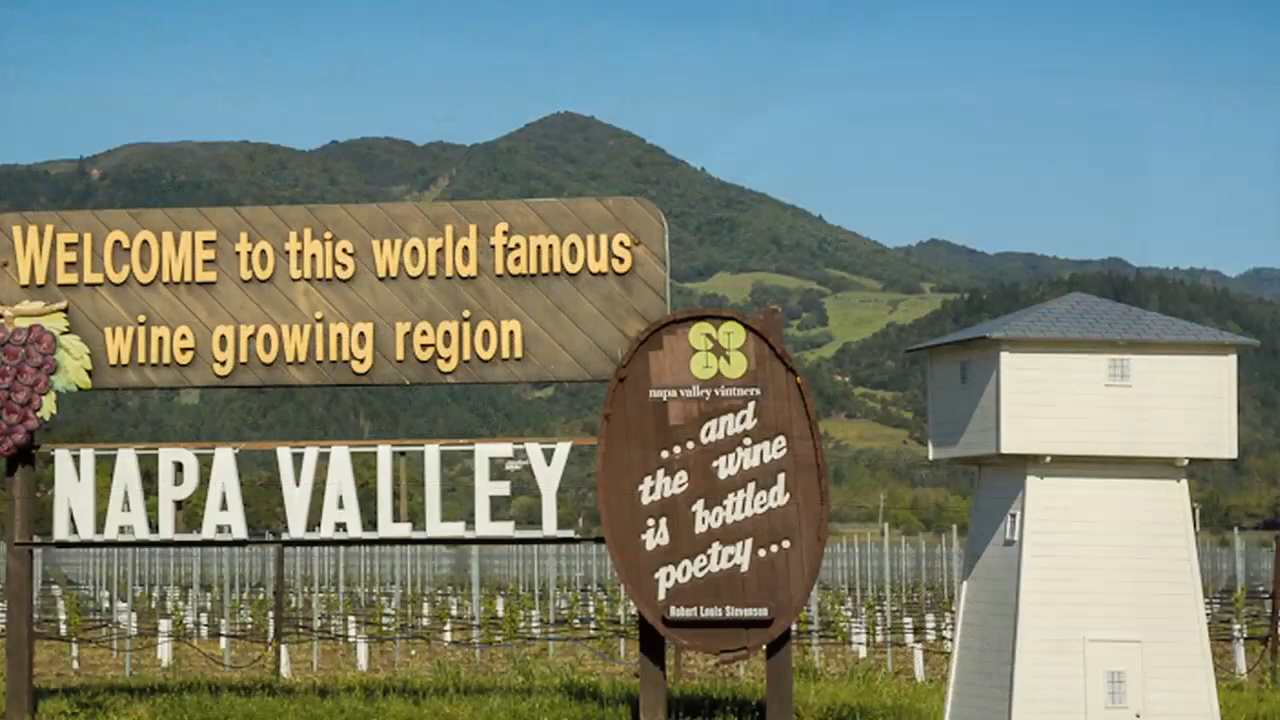 WELCOME to this world famous
wine growing region
NAPA VALLEY
napa valley vintners
...and
the wine
is bottled
poetry...
Robert Louis Stevenson